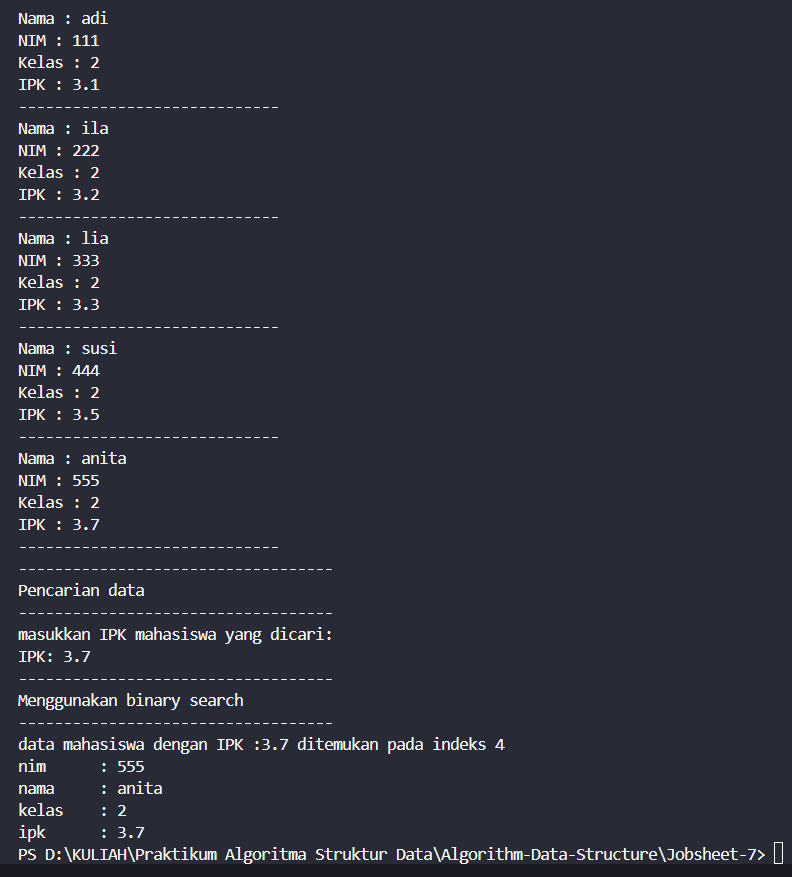 Nama : adi
NIM : 111
Kelas : 2
IPK : 3.1
-----------------------------
Nama : ila
NIM : 222
Kelas : 2
IPK : 3.2
-----------------------------
Nama : lia
NIM : 333
Kelas : 2
IPK : 3.3
-----------------------------
Nama : susi
NIM : 444
Kelas : 2
IPK : 3.5
-----------------------------
Nama : anita
NIM : 555
Kelas : 2
IPK : 3.7
-----------------------------
-----------------------------------
Pencarian data
-----------------------------------
masukkan IPK mahasiswa yang dicari:
IPK: 3.7
-----------------------------------
Menggunakan binary search
-----------------------------------
data mahasiswa dengan IPK :3.7 ditemukan pada indeks 4
nim      : 555
nama     : anita
kelas    : 2
ipk      : 3.7
PS D:\KULIAH\Praktikum Algoritma Struktur Data\Algorithm-Data-Structure\Jobsheet-7>